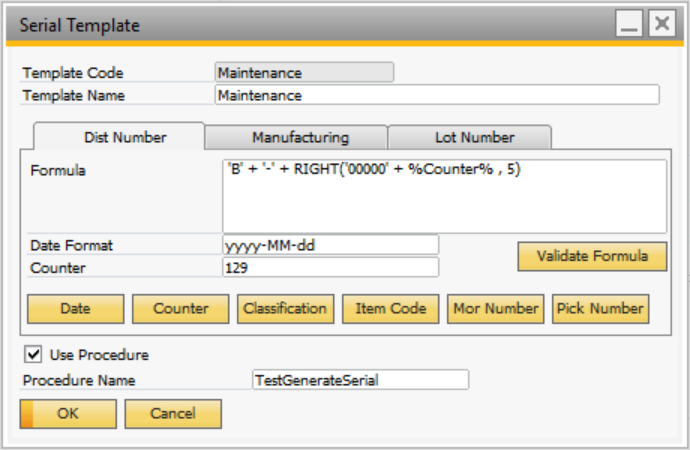 Serial Template
Template Code Maintenance
Template Name Maintenance
Dist Number Manufacturing Lot Number
Formula 'B' + '-' + RIGHT('00000' + %Counter% , 5)
Date Format yyyy-MM-dd
Counter 129
Validate Formula
Date Counter Classification Item Code Mor Number Pick Number
Use Procedure
Procedure Name TestGenerateSerial
OK Cancel